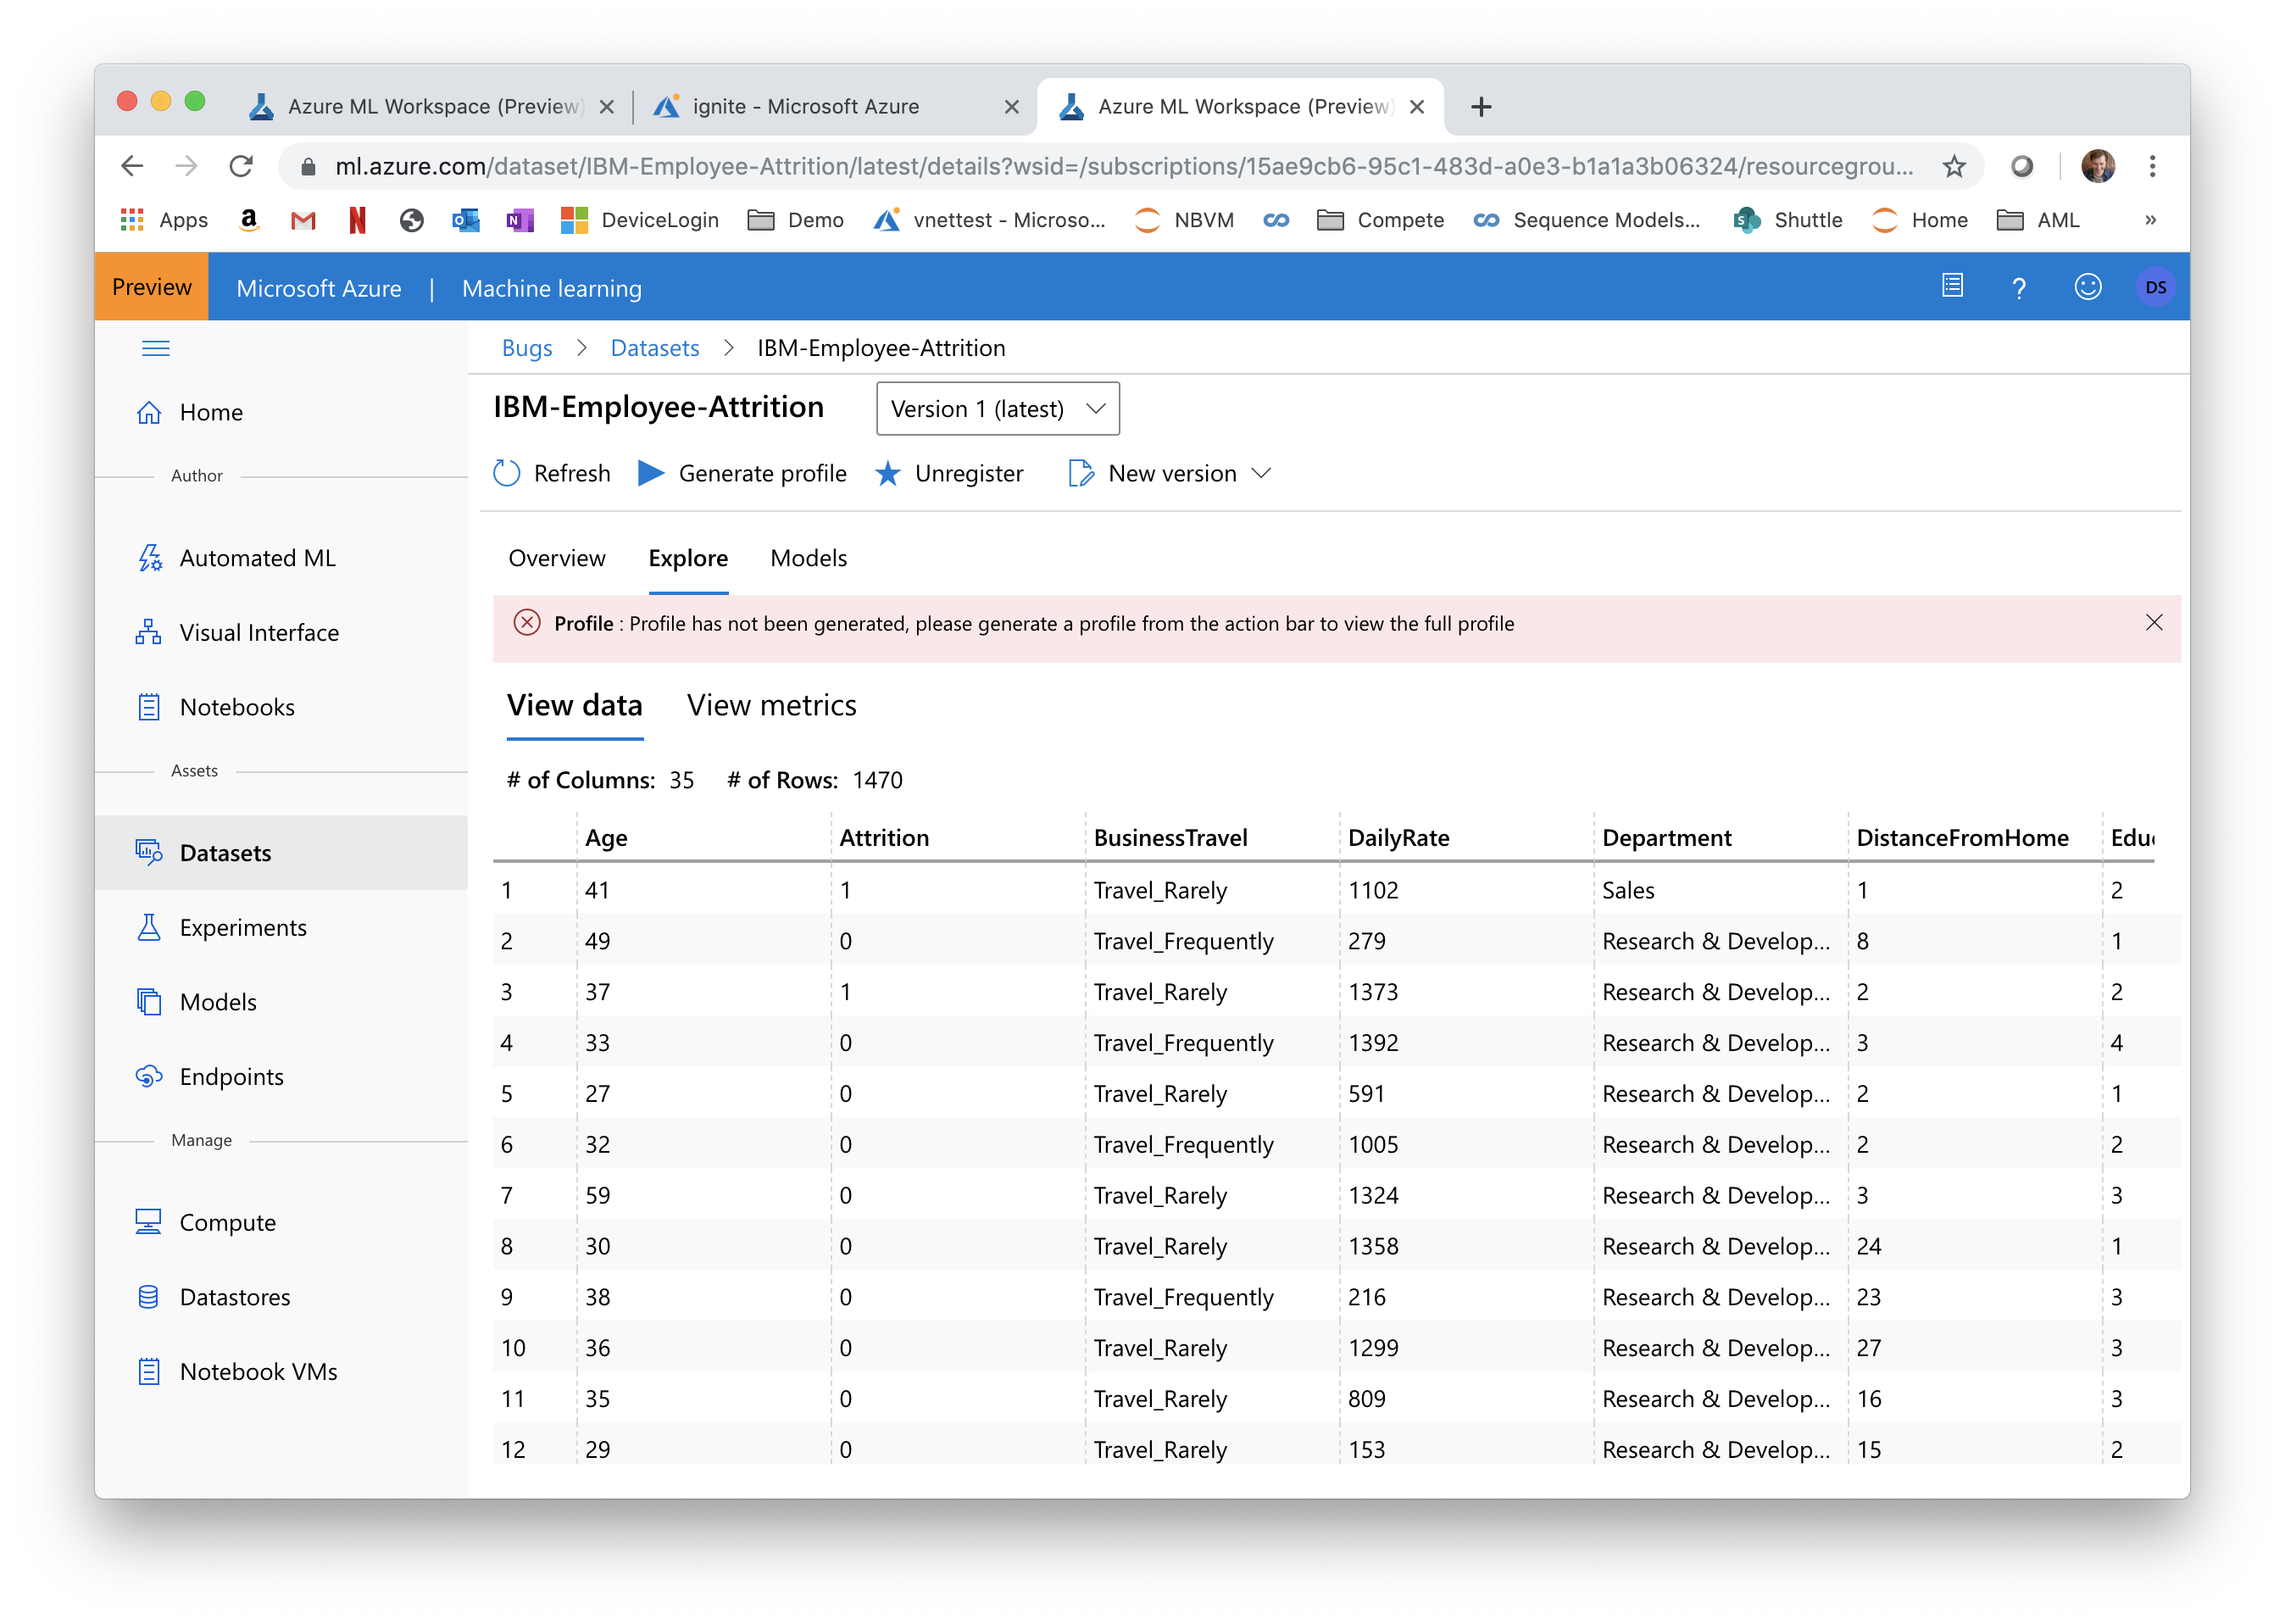 Azure ML Workspace (Preview)
ignite - Microsoft Azure
Azure ML Workspace (Preview)
ml.azure.com/dataset/IBM-Employee-Attrition/latest/details?wsid=/subscriptions/15ae9cb6-95c1-483d-a0e3-b1a1a3b06324/resourcegrou...
Apps DeviceLogin Demo vnettest - Microso... NBVM Compete Sequence Models... Shuttle Home AML »
Preview Microsoft Azure | Machine learning ? DS
Bugs > Datasets > IBM-Employee-Attrition
IBM-Employee-Attrition Version 1 (latest)
Refresh Generate profile Unregister New version
Overview Explore Models
Profile : Profile has not been generated, please generate a profile from the action bar to view the full profile
View data View metrics
# of Columns: 35 # of Rows: 1470
Age Attrition BusinessTravel DailyRate Department DistanceFromHome Educ
1 41 1 Travel_Rarely 1102 Sales 1 2
2 49 0 Travel_Frequently 279 Research & Develop... 8 1
3 37 1 Travel_Rarely 1373 Research & Develop... 2 2
4 33 0 Travel_Frequently 1392 Research & Develop... 3 4
5 27 0 Travel_Rarely 591 Research & Develop... 2 1
6 32 0 Travel_Frequently 1005 Research & Develop... 2 2
7 59 0 Travel_Rarely 1324 Research & Develop... 3 3
8 30 0 Travel_Rarely 1358 Research & Develop... 24 1
9 38 0 Travel_Frequently 216 Research & Develop... 23 3
10 36 0 Travel_Rarely 1299 Research & Develop... 27 3
11 35 0 Travel_Rarely 809 Research & Develop... 16 3
12 29 0 Travel_Rarely 153 Research & Develop... 15 2
Home
Author
Automated ML
Visual Interface
Notebooks
Assets
Datasets
Experiments
Models
Endpoints
Manage
Compute
Datastores
Notebook VMs